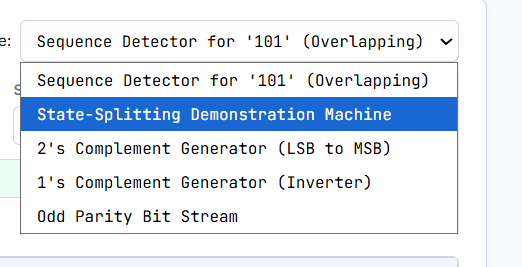 e: Sequence Detector for '101' (Overlapping)
Sequence Detector for '101' (Overlapping)
State-Splitting Demonstration Machine
2's Complement Generator (LSB to MSB)
1's Complement Generator (Inverter)
Odd Parity Bit Stream